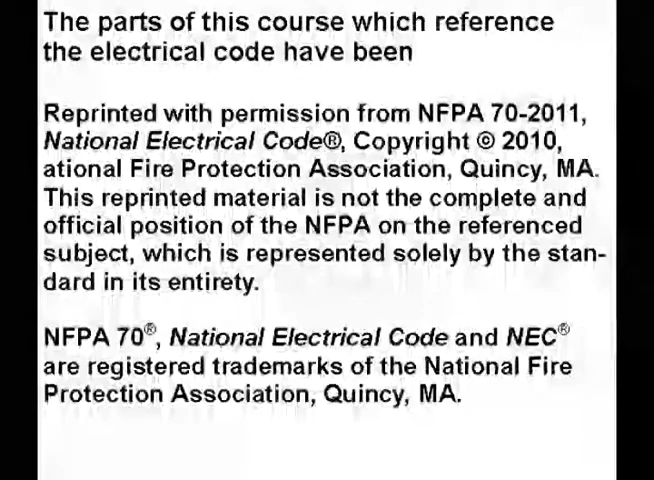 The parts of this course which reference
the electrical code have been
Reprinted with permission from NFPA 70-2011,
National Electrical Code®, Copyright © 2010,
ational Fire Protection Association, Quincy, MA.
This reprinted material is not the complete and
official position of the NFPA on the referenced
subject, which is represented solely by the stan-
dard in its entirety.
NFPA 70®, National Electrical Code and NEC®
are registered trademarks of the National Fire
Protection Association, Quincy, MA.